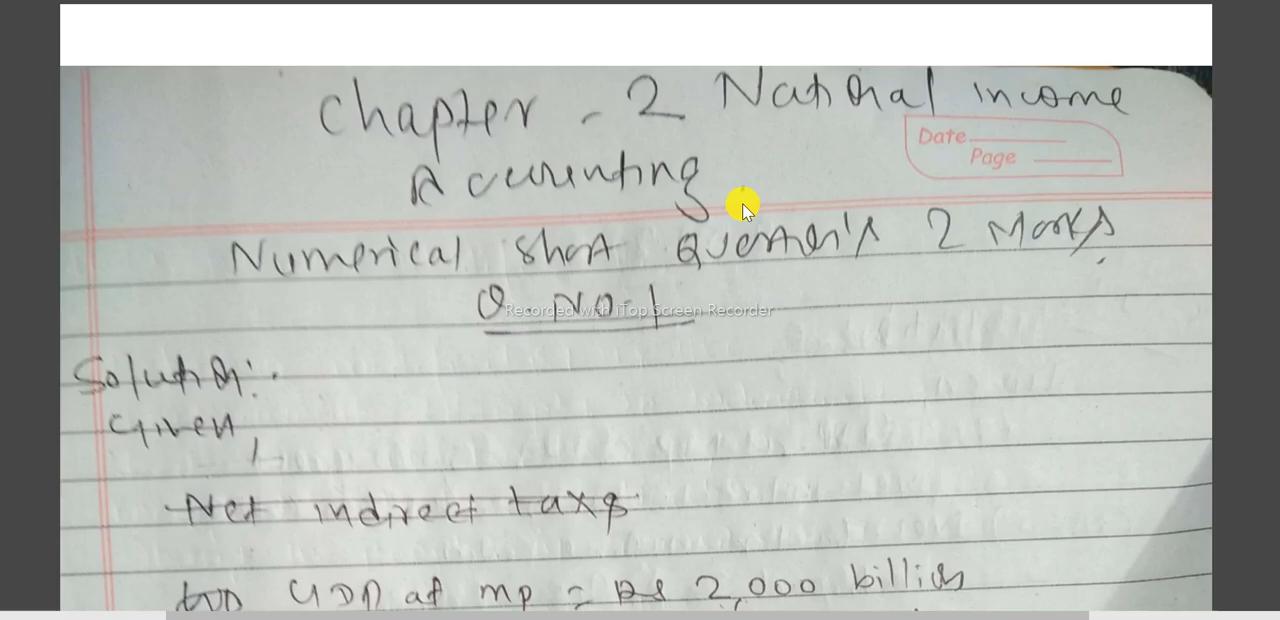 Chapter - 2 National income
Accounting
Date
Page
Numerical short Question's 2 Marks
Q No-1
Recorded with iTop Screen Recorder
Solution:-
Given,
Net indirect taxs
GDP at mp = Rs 2,000 billion